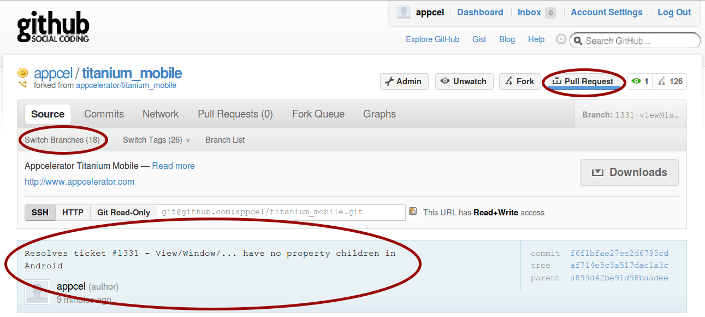 github
SOCIAL CODING
appcel Dashboard Inbox 0 Account Settings Log Out
Explore GitHub Gist Blog Help Search GitHub...
appcel / titanium_mobile
forked from appcelerator/titanium_mobile
Admin Unwatch Fork Pull Request 1 126
Source Commits Network Pull Requests (0) Fork Queue Graphs Branch: 1331-viewMis...
Switch Branches (18) Switch Tags (26) Branch List
Appcelerator Titanium Mobile — Read more
http://www.appcelerator.com
Downloads
SSH HTTP Git Read-Only git@github.com:appcel/titanium_mobile.git This URL has Read+Write access
Resolves ticket #1331 - View/Window/... have no property children in
Android
appcel (author)
9 minutes ago
commit f6f1bfae27ee2d6795cd
tree af714e5c3a517dac1a3c
parent a899d42be91d98baadee